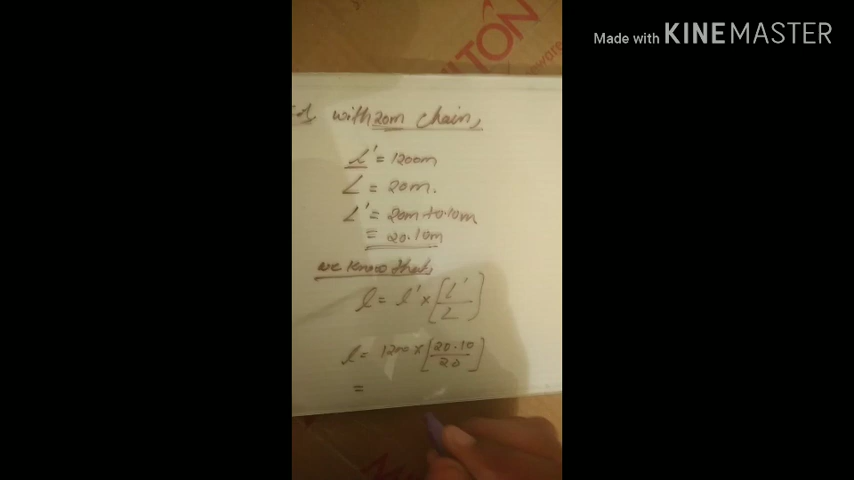 Made with KINEMASTER
with 20m chain,
l' = 1200m
L = 20m.
L' = 20m + 0.10m
= 20.10m
we know that,
l = l' × [L'/L]
l = 1200 × [20.10/20]
=